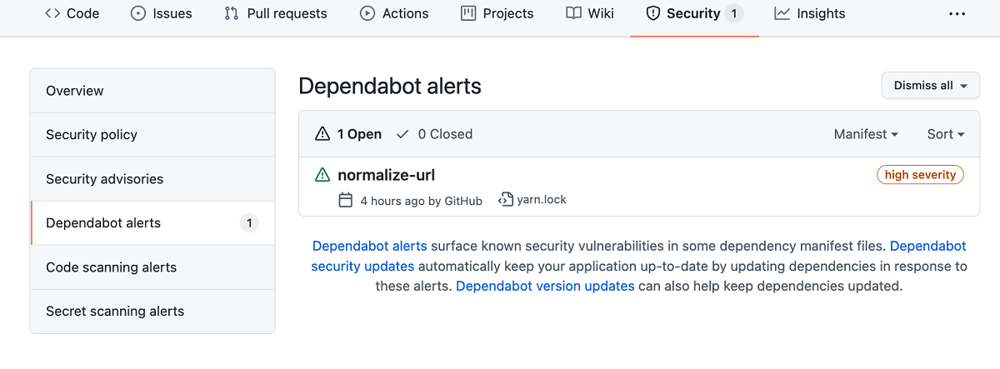 Code Issues Pull requests Actions Projects Wiki Security 1 Insights
Overview
Security policy
Security advisories
Dependabot alerts 1
Code scanning alerts
Secret scanning alerts
Dependabot alerts
Dismiss all
1 Open 0 Closed Manifest Sort
normalize-url high severity
4 hours ago by GitHub yarn.lock
Dependabot alerts surface known security vulnerabilities in some dependency manifest files. Dependabot
security updates automatically keep your application up-to-date by updating dependencies in response to
these alerts. Dependabot version updates can also help keep dependencies updated.